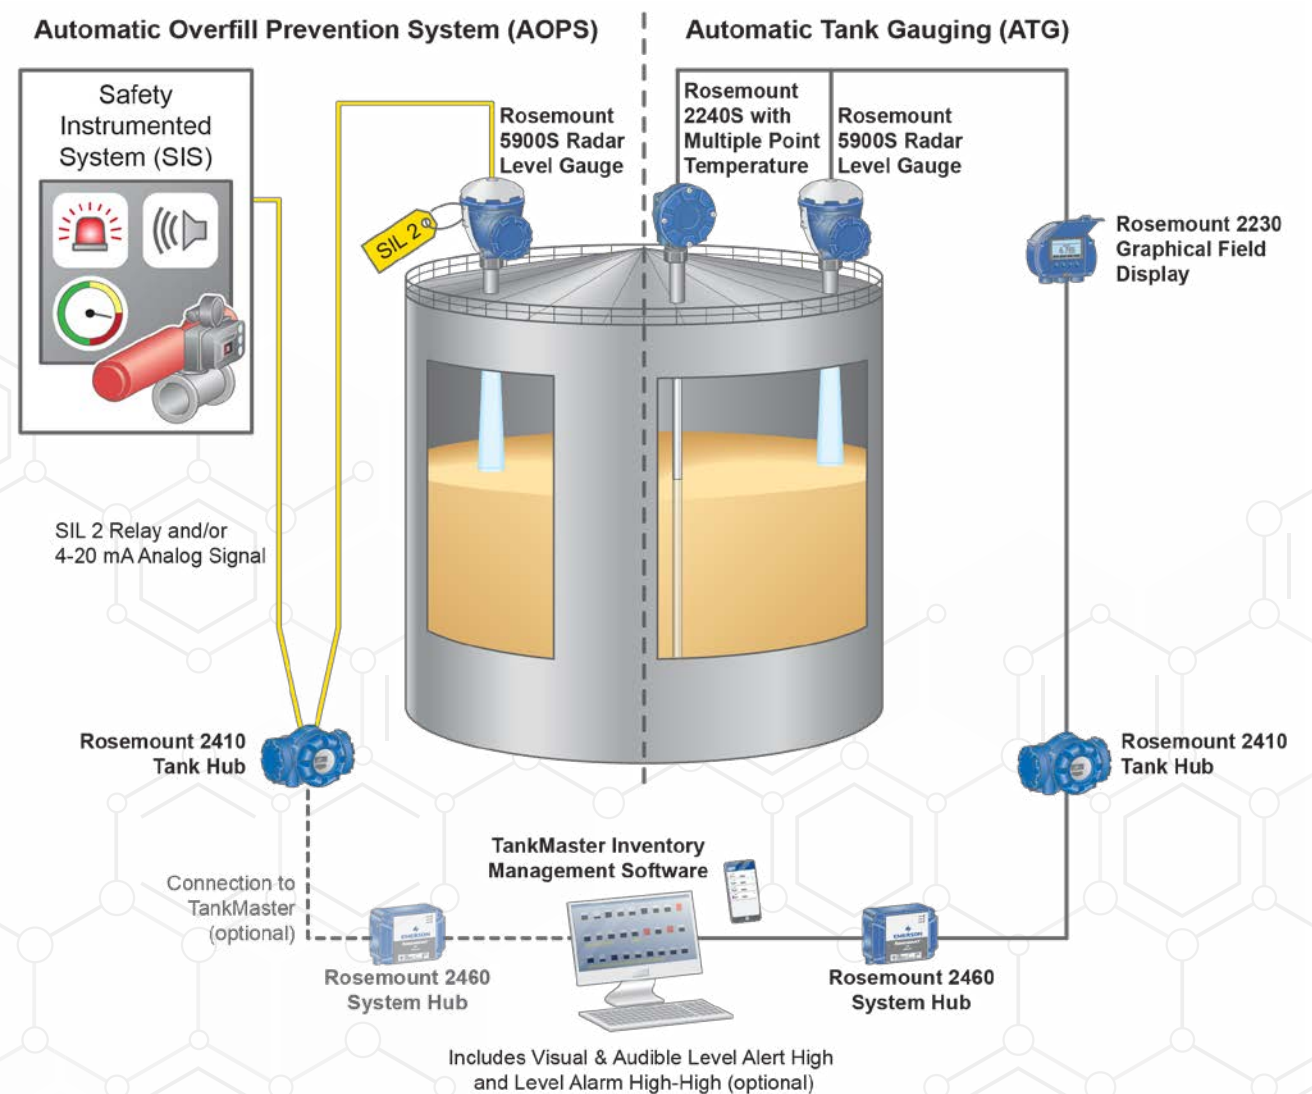 Automatic Overfill Prevention System (AOPS)
Automatic Tank Gauging (ATG)
Safety
Instrumented
System (SIS)
Rosemount
5900S Radar
Level Gauge
SIL 2
Rosemount
2240S with
Multiple Point
Temperature
Rosemount
5900S Radar
Level Gauge
Rosemount 2230
Graphical Field
Display
SIL 2 Relay and/or
4-20 mA Analog Signal
Rosemount 2410
Tank Hub
Rosemount 2410
Tank Hub
TankMaster Inventory
Management Software
Connection to
TankMaster
(optional)
EMERSON
Rosemount 2460
System Hub
EMERSON
Rosemount 2460
System Hub
Includes Visual & Audible Level Alert High
and Level Alarm High-High (optional)